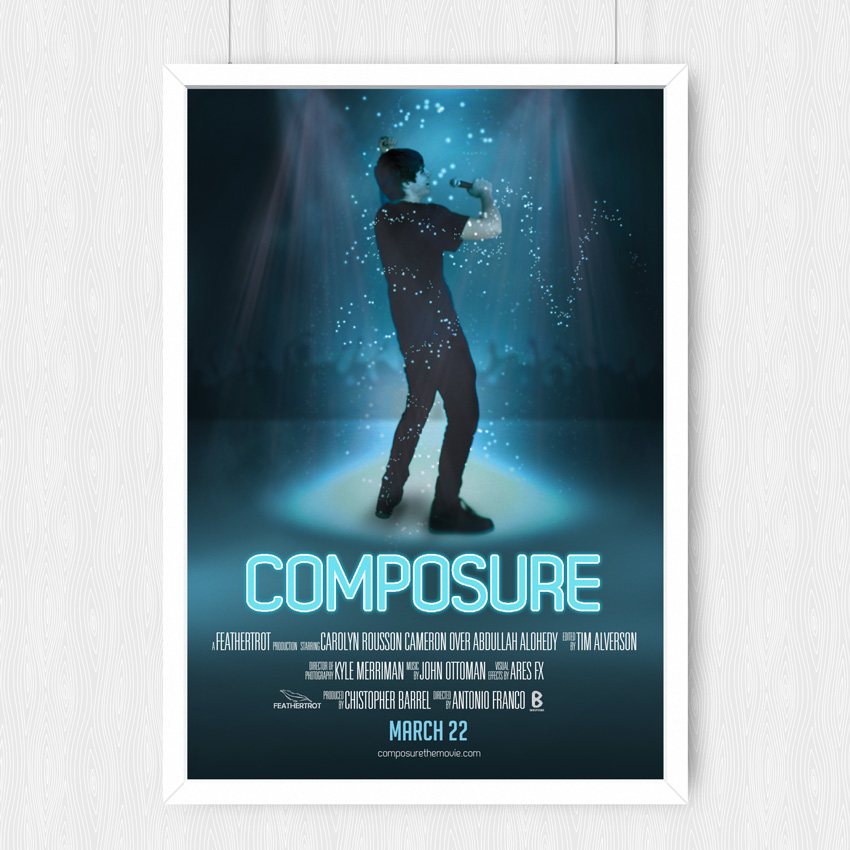 COMPOSURE
A FEATHERTROT PRODUCTION STARRING CAROLYN ROUSSON CAMERON OVER ABDULLAH ALOHEDY EDITED BY TIM ALVERSON
DIRECTOR OF PHOTOGRAPHY KYLE MERRIMAN MUSIC BY JOHN OTTOMAN VISUAL EFFECTS BY ARES FX
FEATHERTROT PRODUCED BY CHISTOPHER BARREL DIRECTED BY ANTONIO FRANCO B
MARCH 22
composurethemovie.com